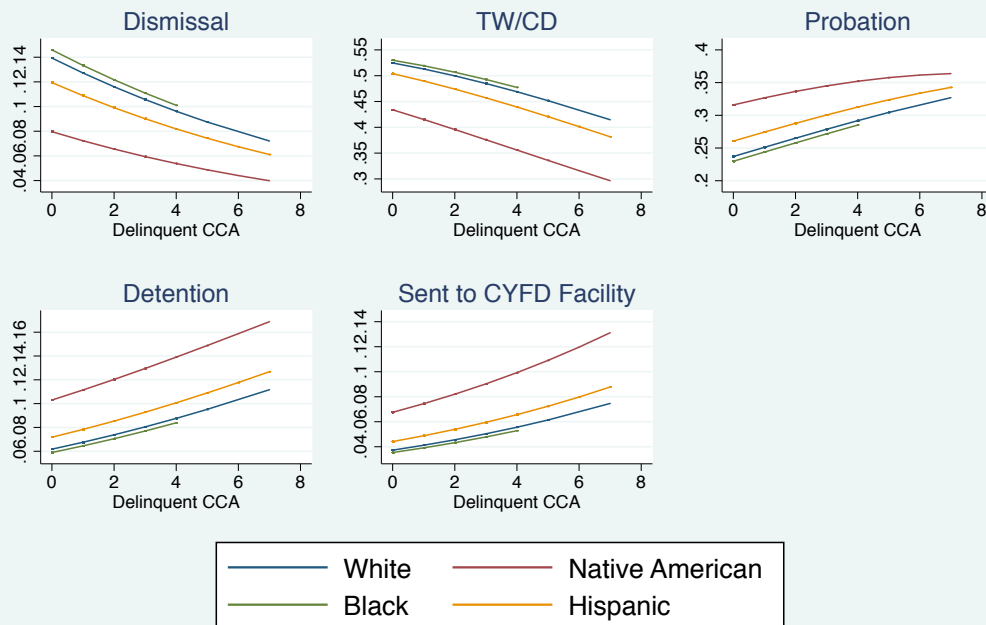 Dismissal
.04.06.08 .1 .12.14
0 2 4 6 8
Delinquent CCA
TW/CD
.3 .35 .4 .45 .5 .55
0 2 4 6 8
Delinquent CCA
Probation
.2 .25 .3 .35 .4
0 2 4 6 8
Delinquent CCA
Detention
.06.08 .1 .12.14.16
0 2 4 6 8
Delinquent CCA
Sent to CYFD Facility
.04.06.08 .1 .12.14
0 2 4 6 8
Delinquent CCA
White Native American
Black Hispanic